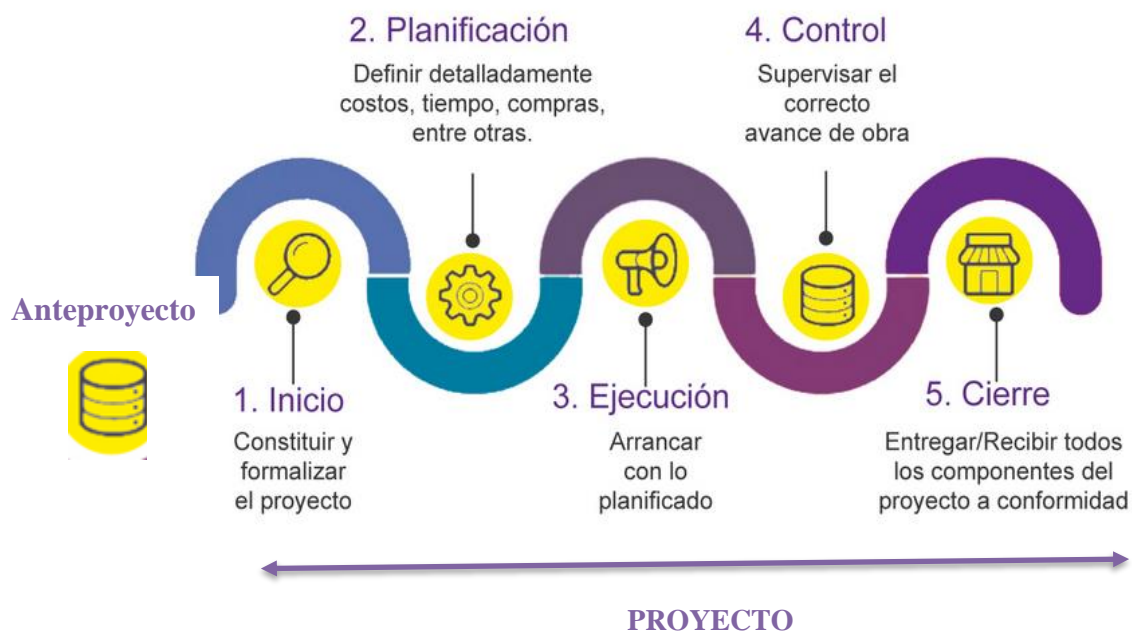 2. Planificación
Definir detalladamente
costos, tiempo, compras,
entre otras.
4. Control
Supervisar el
correcto
avance de obra
Anteproyecto
1. Inicio
Constituir y
formalizar
el proyecto
3. Ejecución
Arrancar
con lo
planificado
5. Cierre
Entregar/Recibir todos
los componentes del
proyecto a conformidad
PROYECTO